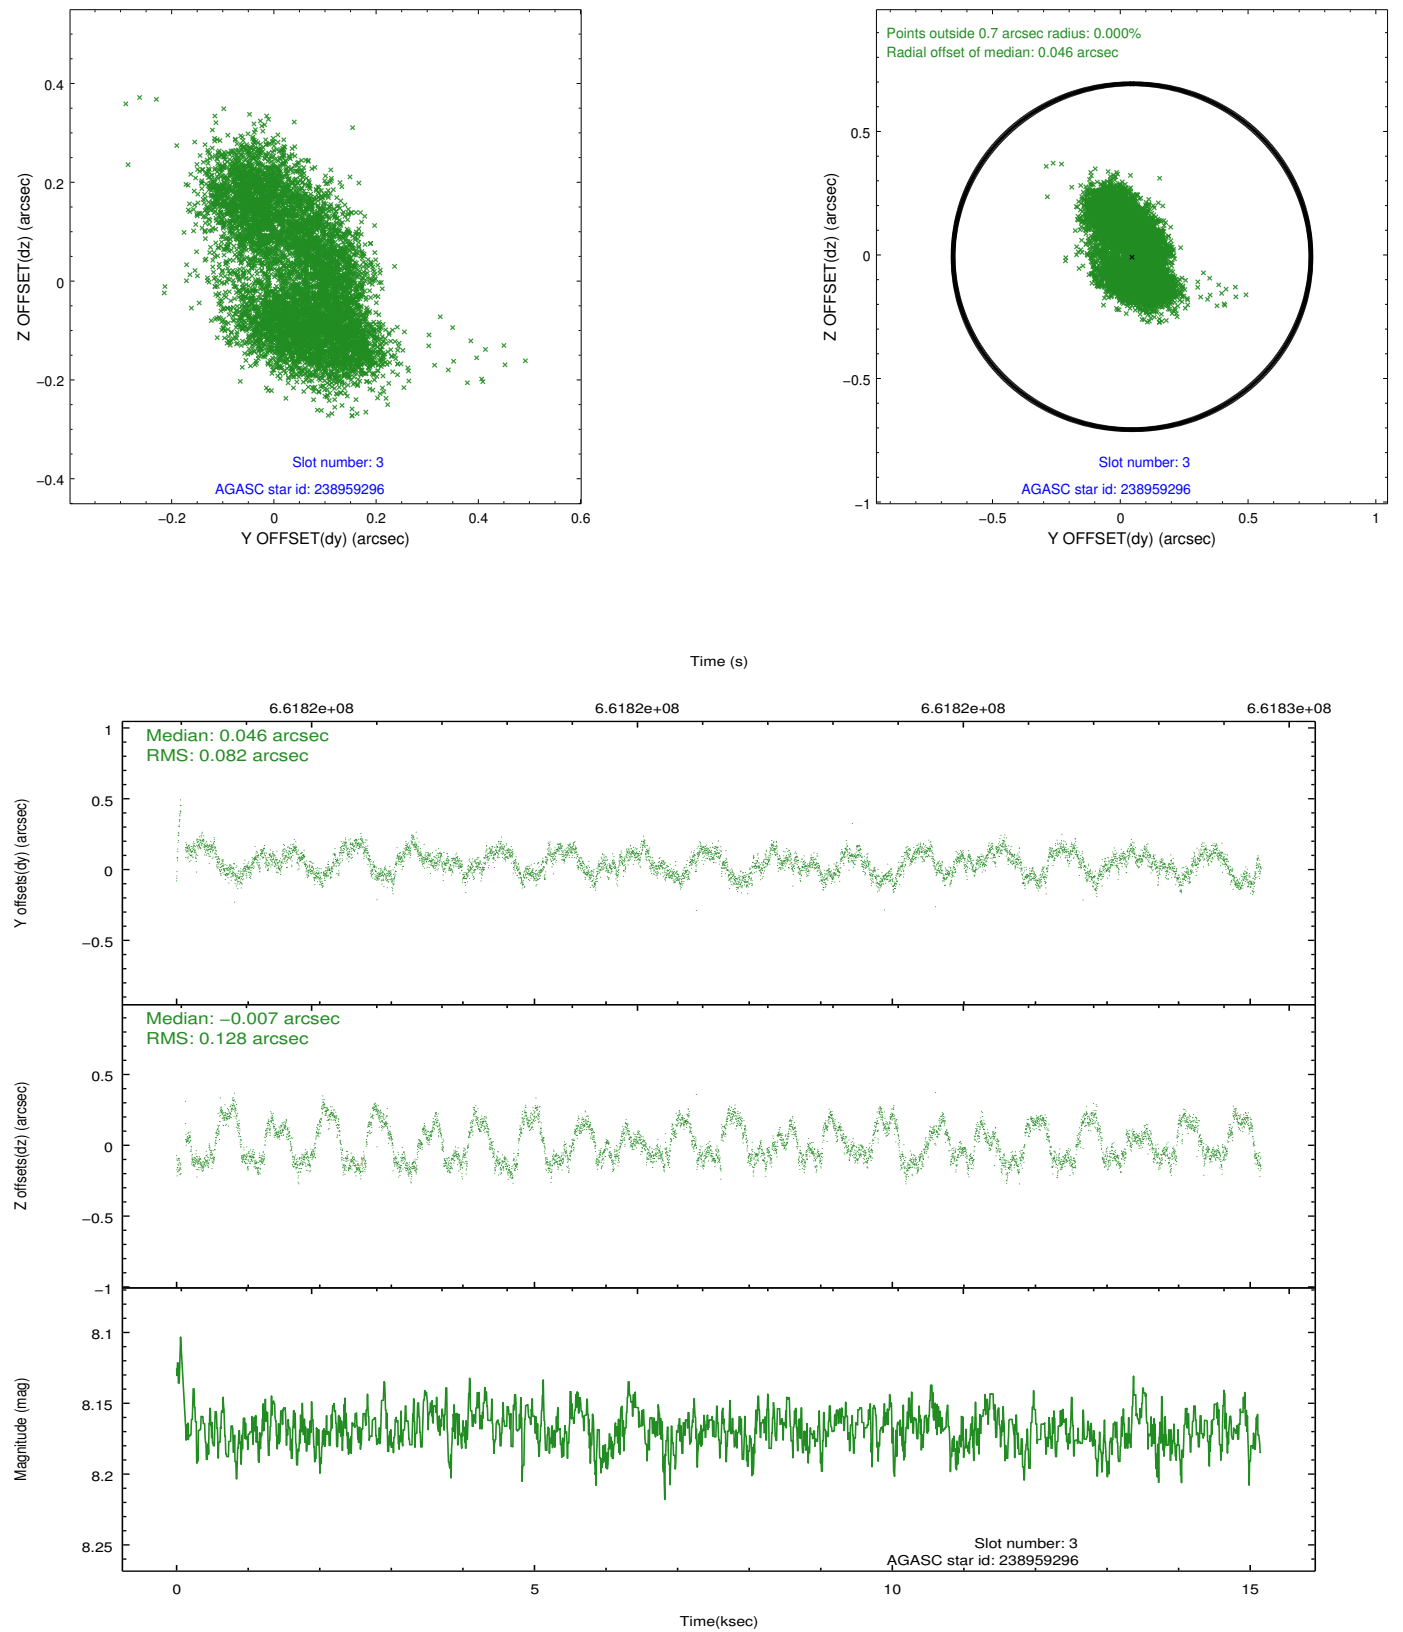 0.4
0.2
0
−0.2
−0.4
Z OFFSET(dz) (arcsec)
Slot number: 3
AGASC star id: 238959296
−0.2 0 0.2 0.4 0.6
Y OFFSET(dy) (arcsec)
Points outside 0.7 arcsec radius: 0.000%
Radial offset of median: 0.046 arcsec
0.5
0
−0.5
−1
Z OFFSET(dz) (arcsec)
Slot number: 3
AGASC star id: 238959296
−0.5 0 0.5 1
Y OFFSET(dy) (arcsec)
Time (s)
6.6182e+08 6.6182e+08 6.6182e+08 6.6183e+08
Median: 0.046 arcsec
RMS: 0.082 arcsec
1
0.5
0
−0.5
Y offsets(dy) (arcsec)
Median: −0.007 arcsec
RMS: 0.128 arcsec
0.5
0
−0.5
−1
Z offsets(dz) (arcsec)
8.1
8.15
8.2
8.25
Magnitude (mag)
Slot number: 3
AGASC star id: 238959296
0 5 10 15
Time(ksec)